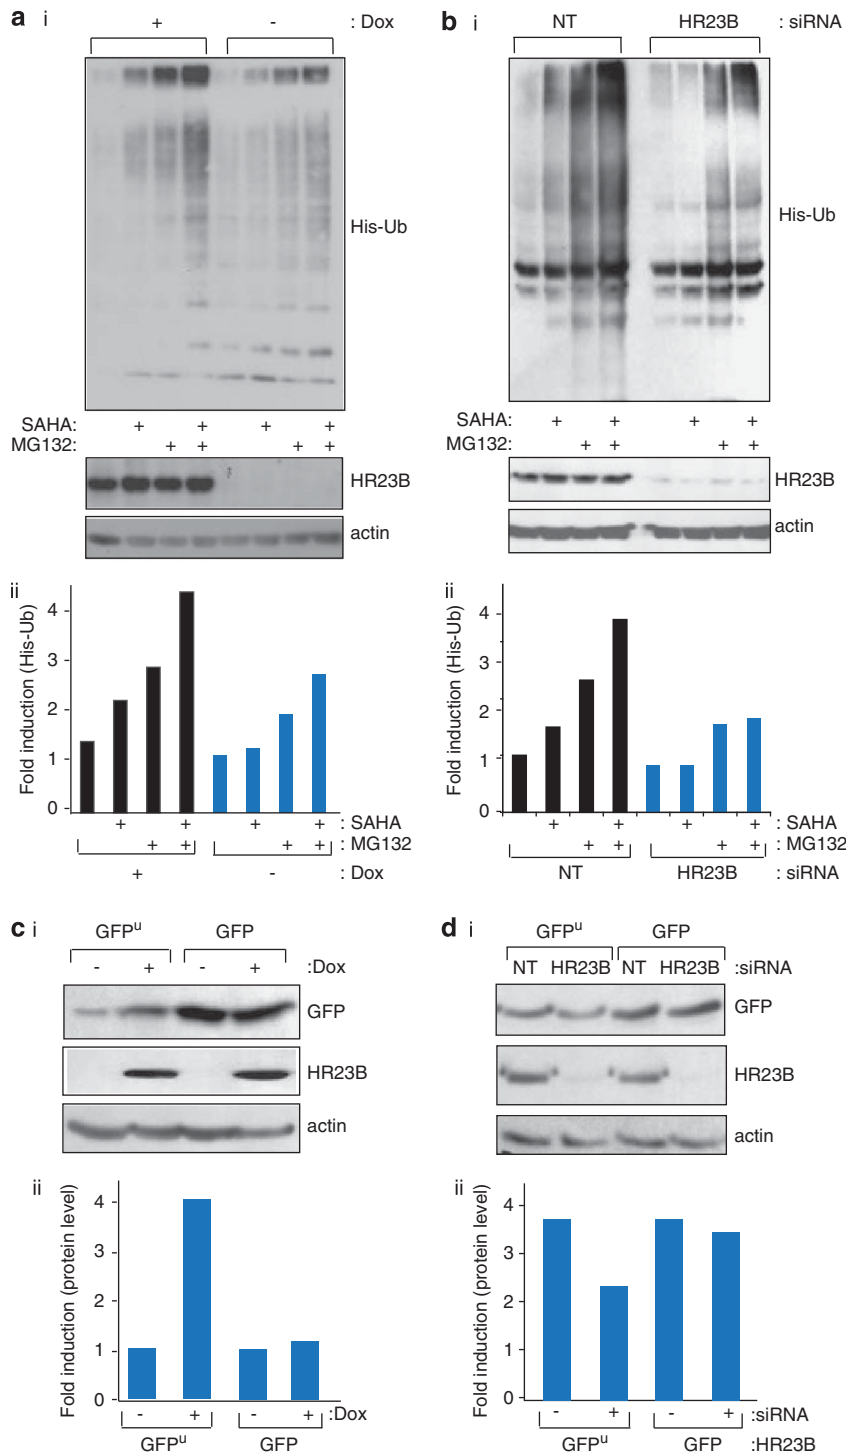 a i
+ - : Dox
His-Ub
SAHA: + + + +
MG132: + + + +
HR23B
actin
ii
Fold induction (His-Ub)
4
3
2
1
0
+ + + + : SAHA
+ + + + : MG132
+ - : Dox
b i
NT HR23B : siRNA
His-Ub
SAHA: + + + +
MG132: + + + +
HR23B
actin
ii
Fold induction (His-Ub)
4
3
2
1
0
+ + + + : SAHA
+ + + + : MG132
NT HR23B : siRNA
c i
GFPu GFP
- + - + :Dox
GFP
HR23B
actin
ii
Fold induction (protein level)
4
3
2
1
0
- + - + :Dox
GFPu GFP
d i
GFPu GFP
NT HR23B NT HR23B :siRNA
GFP
HR23B
actin
ii
Fold induction (protein level)
4
3
2
1
0
- + - + :siRNA
GFPu GFP :HR23B